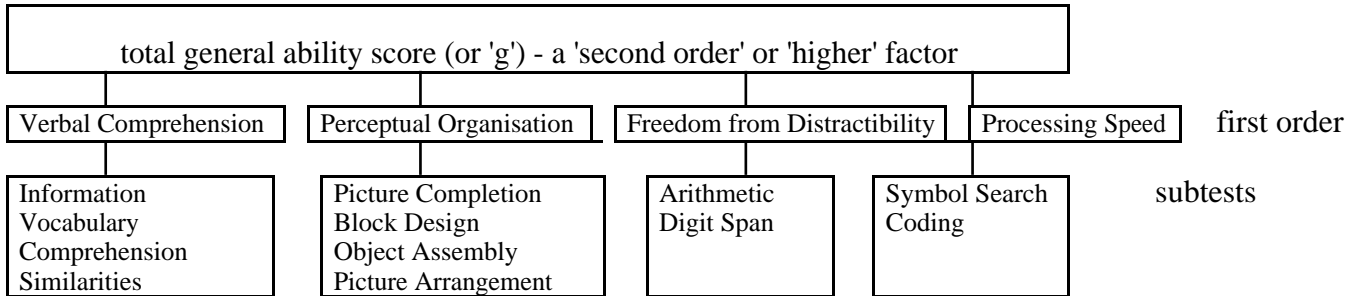 total general ability score (or 'g') - a 'second order' or 'higher' factor
Verbal Comprehension
Perceptual Organisation
Freedom from Distractibility
Processing Speed
first order
Information
Vocabulary
Comprehension
Similarities
Picture Completion
Block Design
Object Assembly
Picture Arrangement
Arithmetic
Digit Span
Symbol Search
Coding
subtests